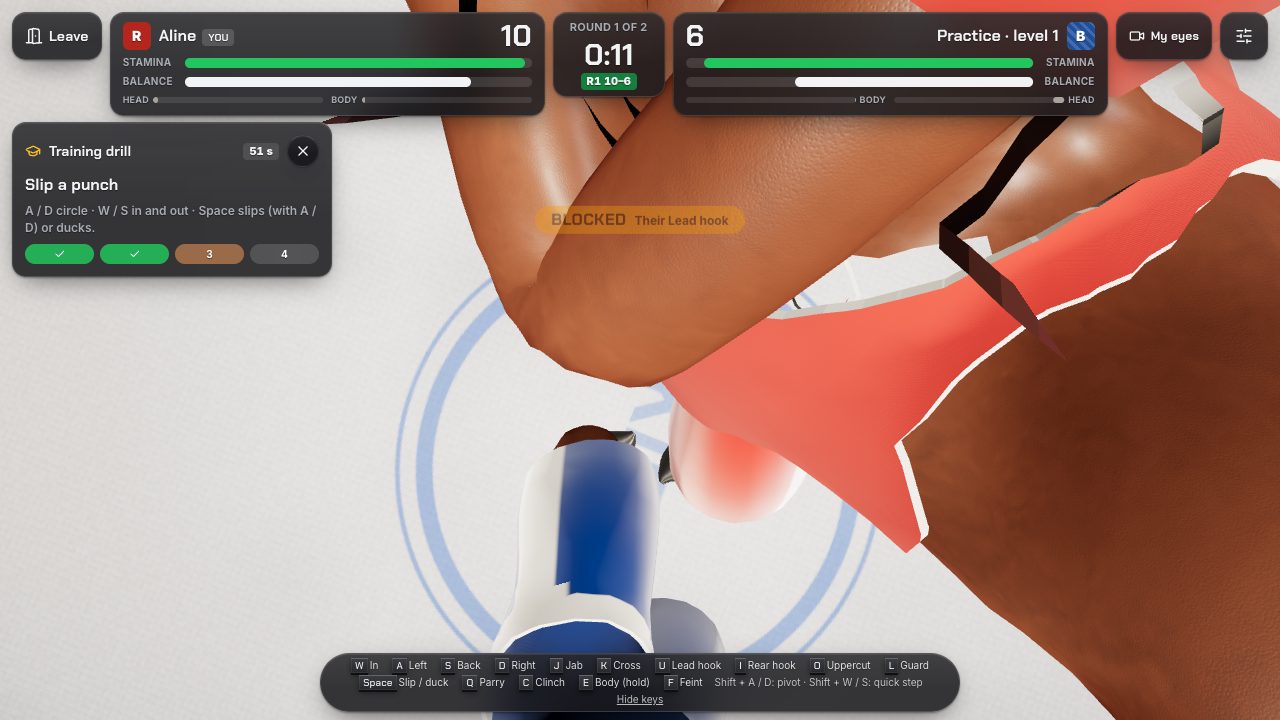 Leave
R Aline YOU 10
STAMINA
BALANCE
HEAD BODY
ROUND 1 OF 2
0:11
R1 10-6
6 Practice · level 1 B
STAMINA
BALANCE
BODY HEAD
My eyes
Training drill 51 s
Slip a punch
A / D circle · W / S in and out · Space slips (with A /
D) or ducks.
3 4
BLOCKED Their Lead hook
W In A Left S Back D Right J Jab K Cross U Lead hook I Rear hook O Uppercut L Guard
Space Slip / duck Q Parry C Clinch E Body (hold) F Feint Shift + A / D: pivot · Shift + W / S: quick step
Hide keys